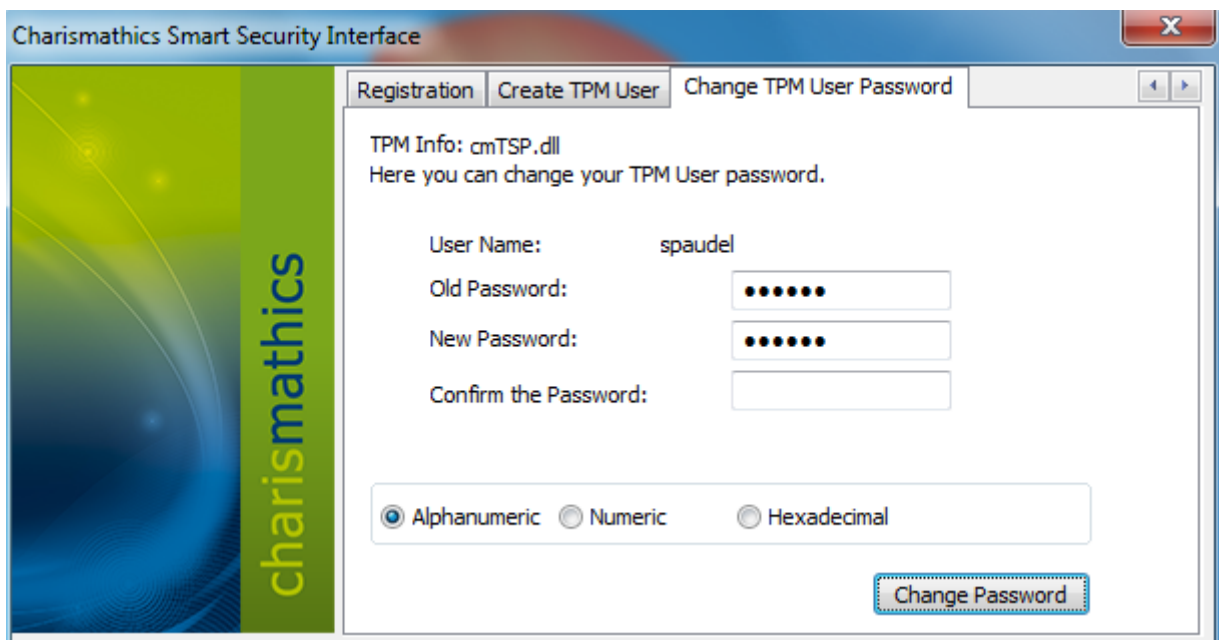 Charismathics Smart Security Interface
Registration Create TPM User Change TPM User Password
TPM Info: cmTSP.dll
Here you can change your TPM User password.
User Name: spaudel
Old Password: ••••••
New Password: ••••••
Confirm the Password:
Alphanumeric Numeric Hexadecimal
Change Password
charismathics